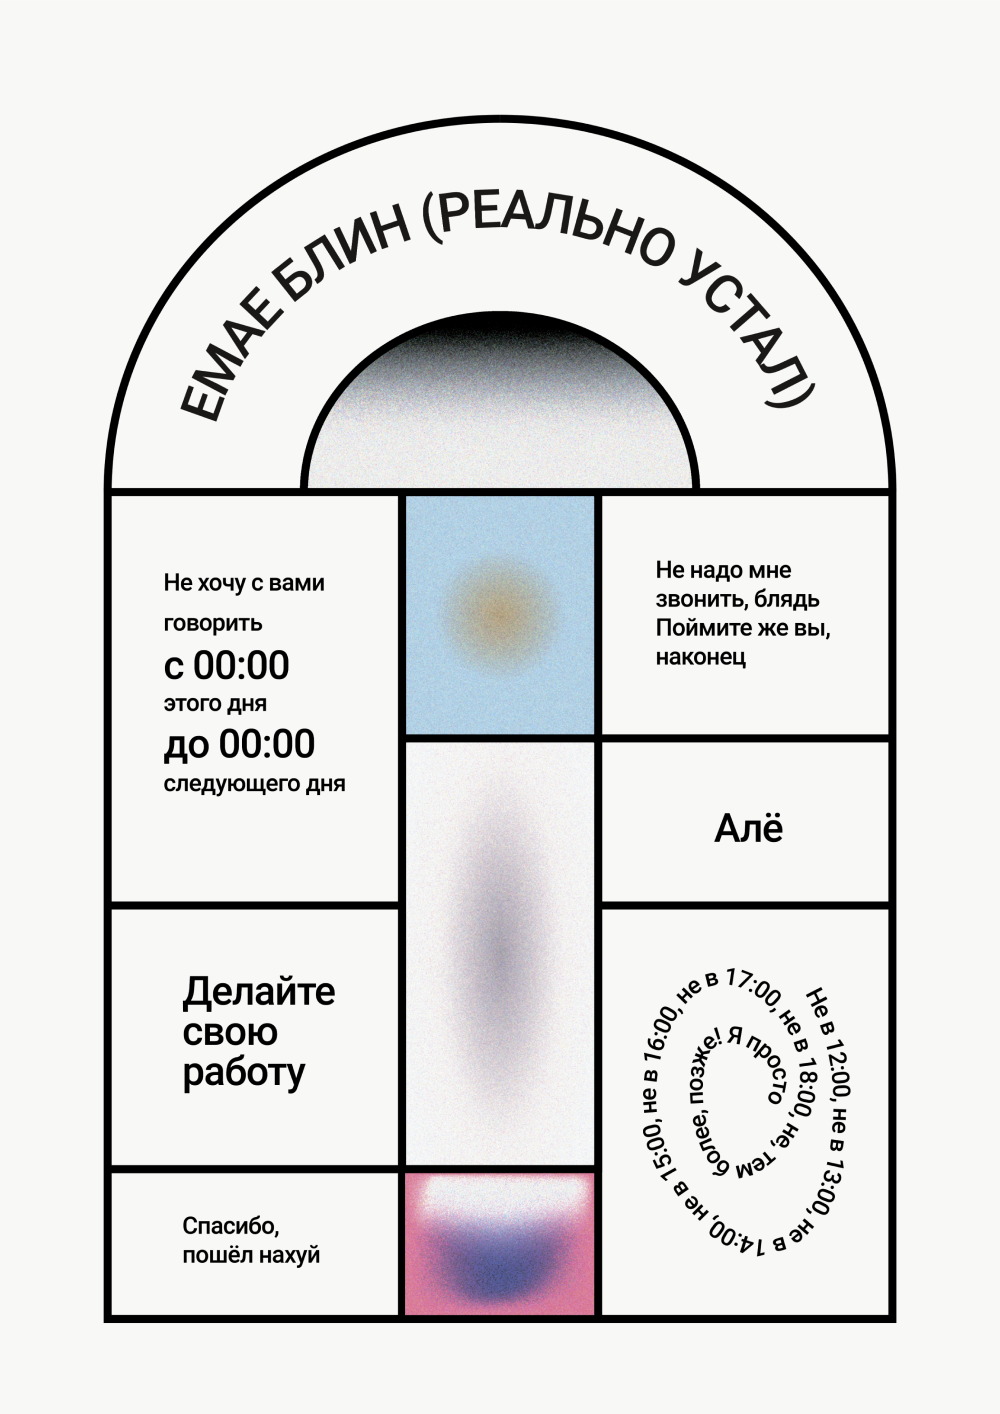 ЕМАЕ БЛИН (РЕАЛЬНО УСТАЛ)
Не хочу с вами
говорить
с 00:00
этого дня
до 00:00
следующего дня
Не надо мне
звонить, блядь
Поймите же вы,
наконец
Алё
Делайте
свою
работу
Не в 12:00, не в 13:00, не в 14:00, не в 15:00, не в 16:00, не в 17:00, не в 18:00, не, тем более, позже! Я просто
Спасибо,
пошёл нахуй